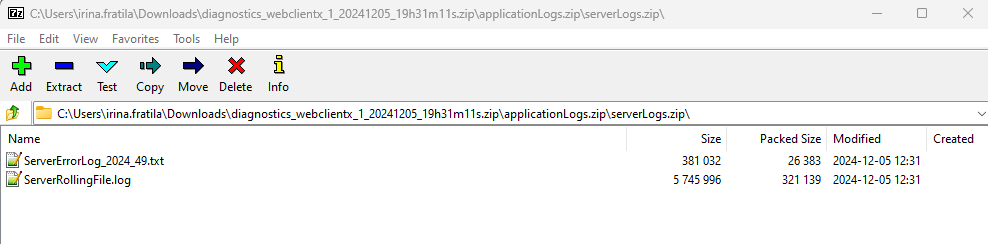 7z C:\Users\irina.fratila\Downloads\diagnostics_webclientx_1_20241205_19h31m11s.zip\applicationLogs.zip\serverLogs.zip\
File Edit View Favorites Tools Help
Add Extract Test Copy Move Delete Info
C:\Users\irina.fratila\Downloads\diagnostics_webclientx_1_20241205_19h31m11s.zip\applicationLogs.zip\serverLogs.zip\
Name Size Packed Size Modified Created
ServerErrorLog_2024_49.txt 381 032 26 383 2024-12-05 12:31
ServerRollingFile.log 5 745 996 321 139 2024-12-05 12:31